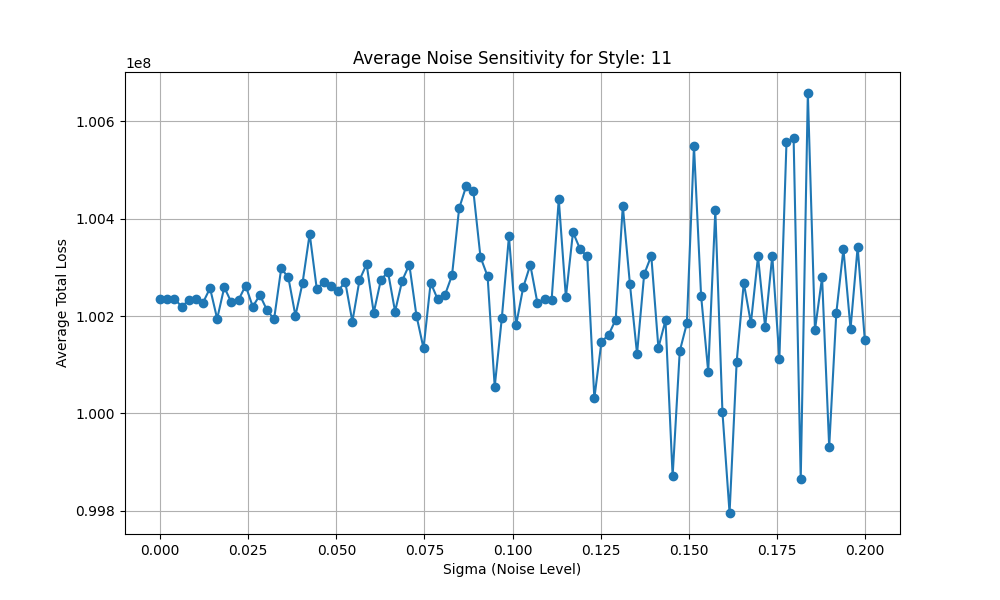 Average Noise Sensitivity for Style: 11
1e8
1.006
1.004
1.002
1.000
0.998
Average Total Loss
0.000 0.025 0.050 0.075 0.100 0.125 0.150 0.175 0.200
Sigma (Noise Level)